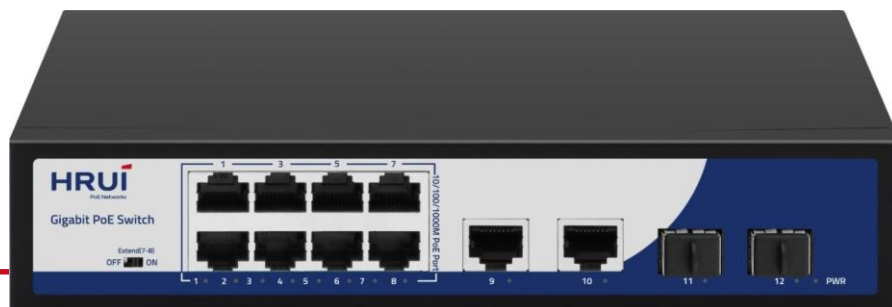 1 3 5 7
HRUI
PoE Networks
Gigabit PoE Switch
Extend(7-8)
OFF ON
10/100/1000M PoE Port
1 2 3 4 5 6 7 8 9 10 11 12 PWR